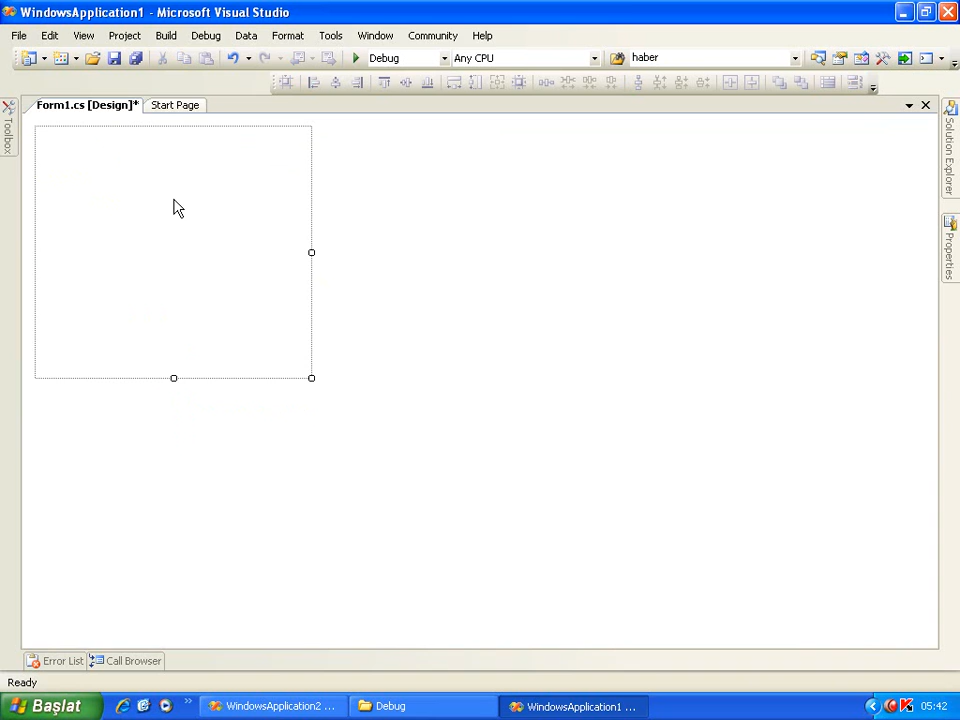 WindowsApplication1 - Microsoft Visual Studio
File Edit View Project Build Debug Data Format Tools Window Community Help
Debug Any CPU haber
Form1.cs [Design]* Start Page
Toolbox
Solution Explorer
Properties
Error List Call Browser
Ready
Başlat WindowsApplication2 ... Debug WindowsApplication1 ... 05:42